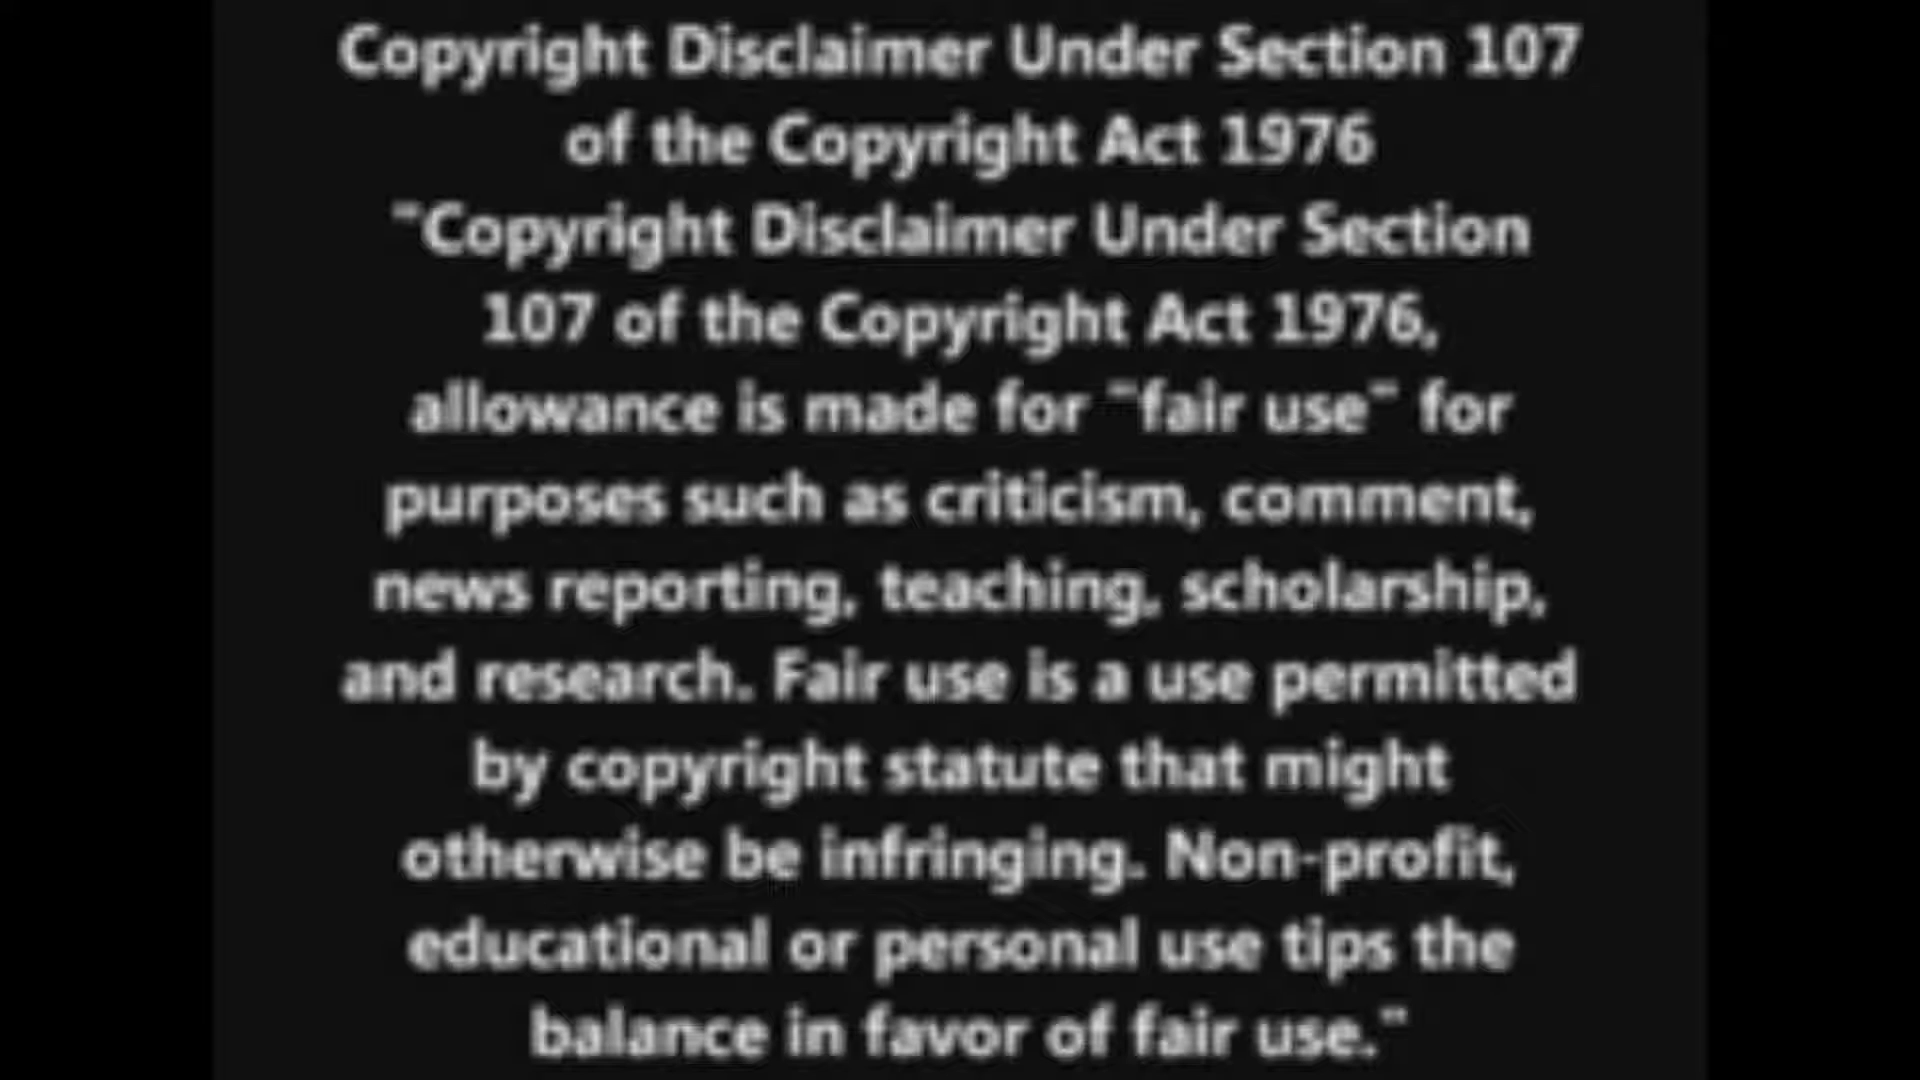 Copyright Disclaimer Under Section 107
of the Copyright Act 1976
"Copyright Disclaimer Under Section
107 of the Copyright Act 1976,
allowance is made for "fair use" for
purposes such as criticism, comment,
news reporting, teaching, scholarship,
and research. Fair use is a use permitted
by copyright statute that might
otherwise be infringing. Non-profit,
educational or personal use tips the
balance in favor of fair use."